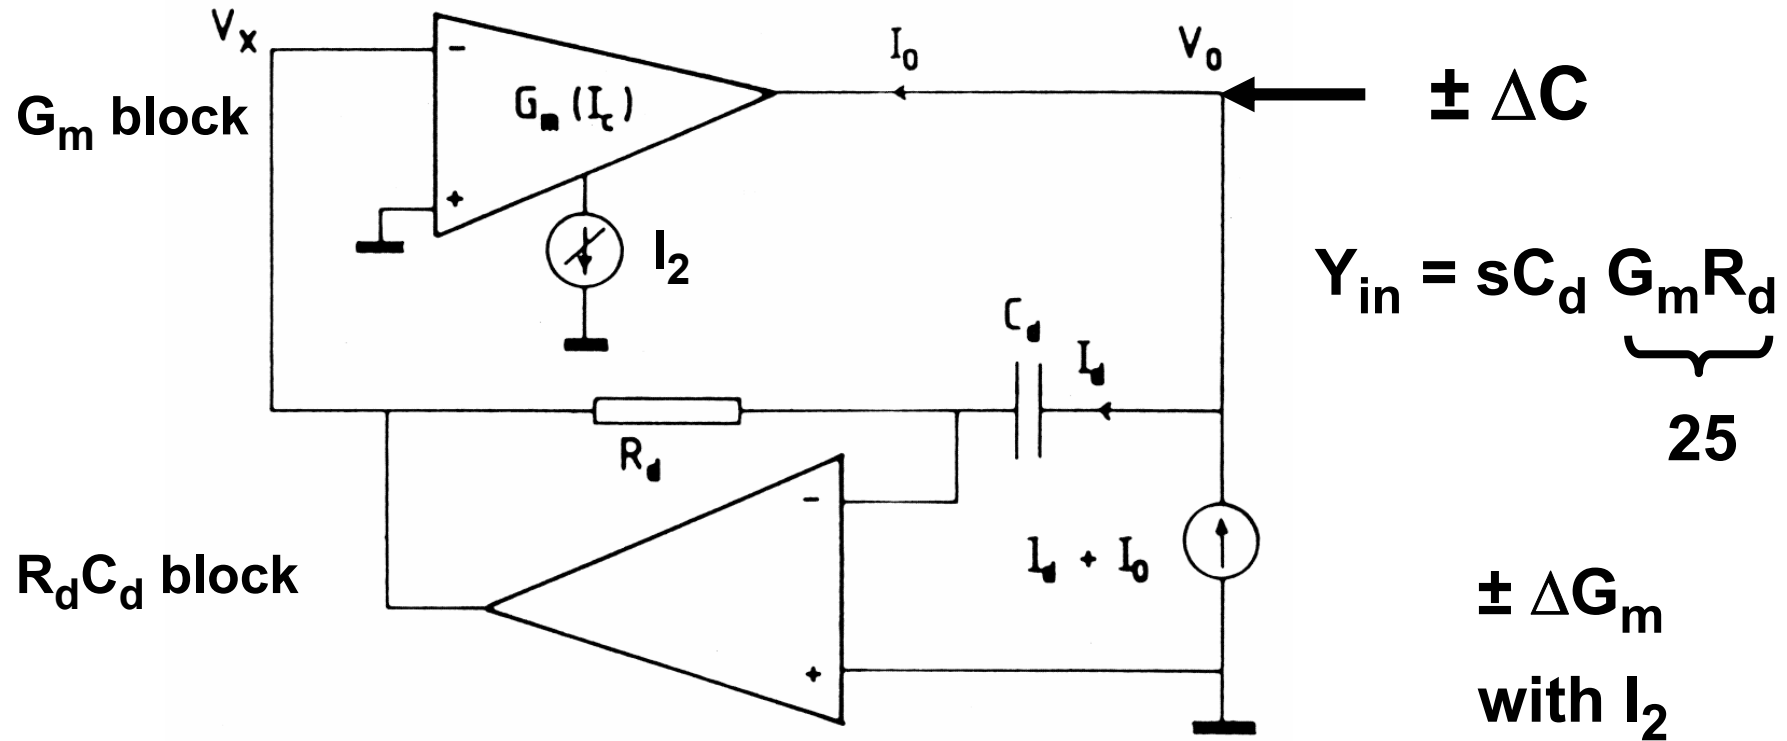 Vx
I0
V0
± ΔC
Gm block
−
Gm (Ic)
+
I2
Yin = sCd GmRd
25
Cd
Id
Rd
−
RdCd block
Id + I0
+
± ΔGm
with I2